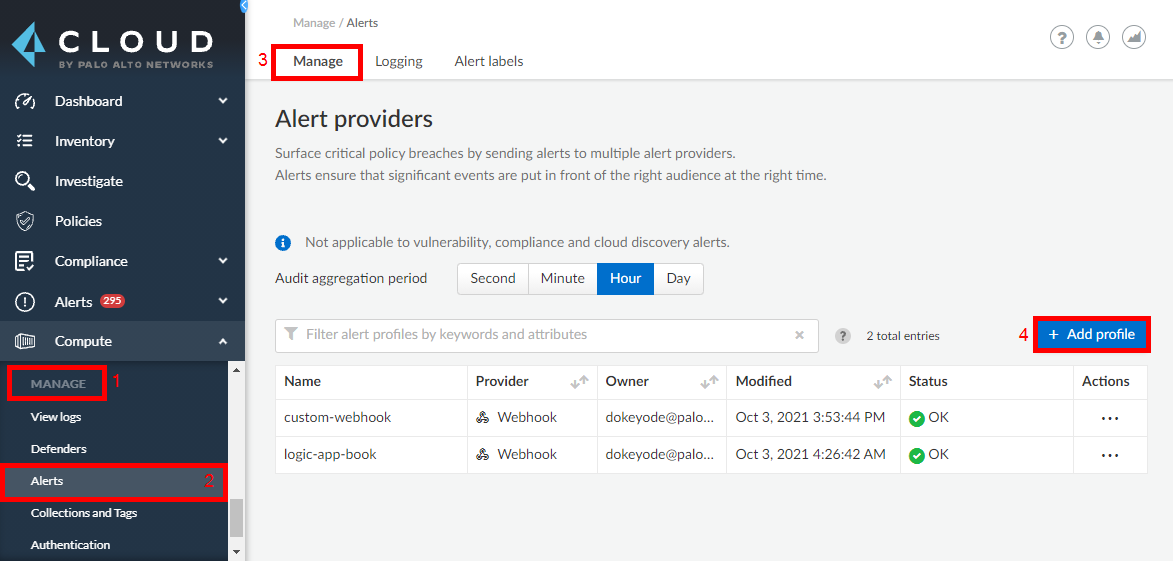 CLOUD
BY PALO ALTO NETWORKS
Dashboard
Inventory
Investigate
Policies
Compliance
Alerts 295
Compute
MANAGE 1
View logs
Defenders
Alerts 2
Collections and Tags
Authentication
Manage / Alerts
?
3 Manage Logging Alert labels
Alert providers
Surface critical policy breaches by sending alerts to multiple alert providers.
Alerts ensure that significant events are put in front of the right audience at the right time.
Not applicable to vulnerability, compliance and cloud discovery alerts.
Audit aggregation period Second Minute Hour Day
Filter alert profiles by keywords and attributes × ? 2 total entries 4 + Add profile
Name Provider Owner Modified Status Actions
custom-webhook Webhook dokeyode@palo... Oct 3, 2021 3:53:44 PM OK ...
logic-app-book Webhook dokeyode@palo... Oct 3, 2021 4:26:42 AM OK ...